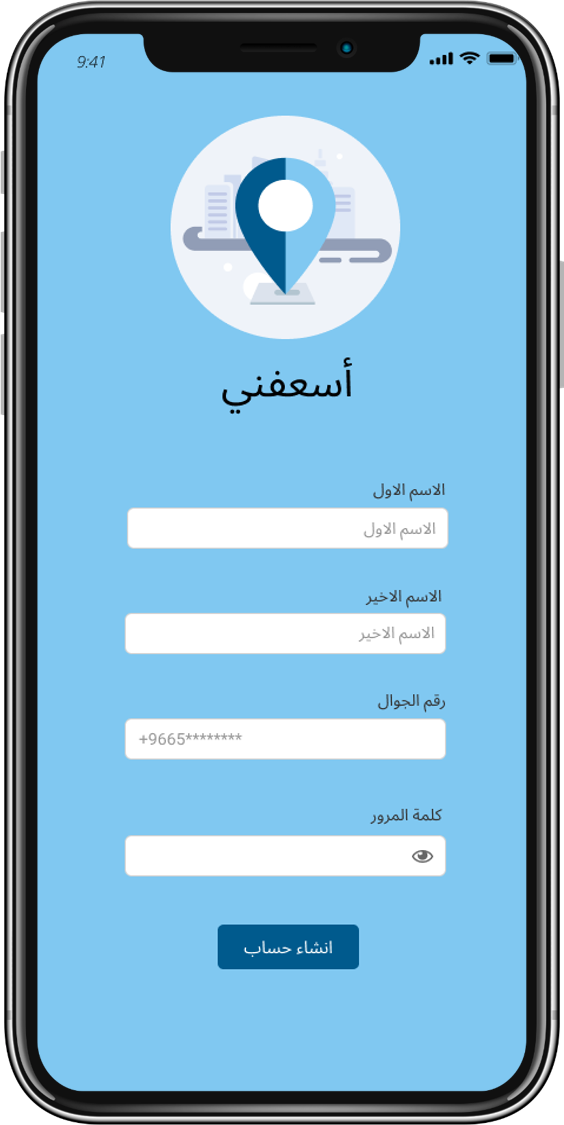 9:41
أسعفني
الاسم الاول
الاسم الاول
الاسم الاخير
الاسم الاخير
رقم الجوال
+9665********
كلمة المرور
انشاء حساب